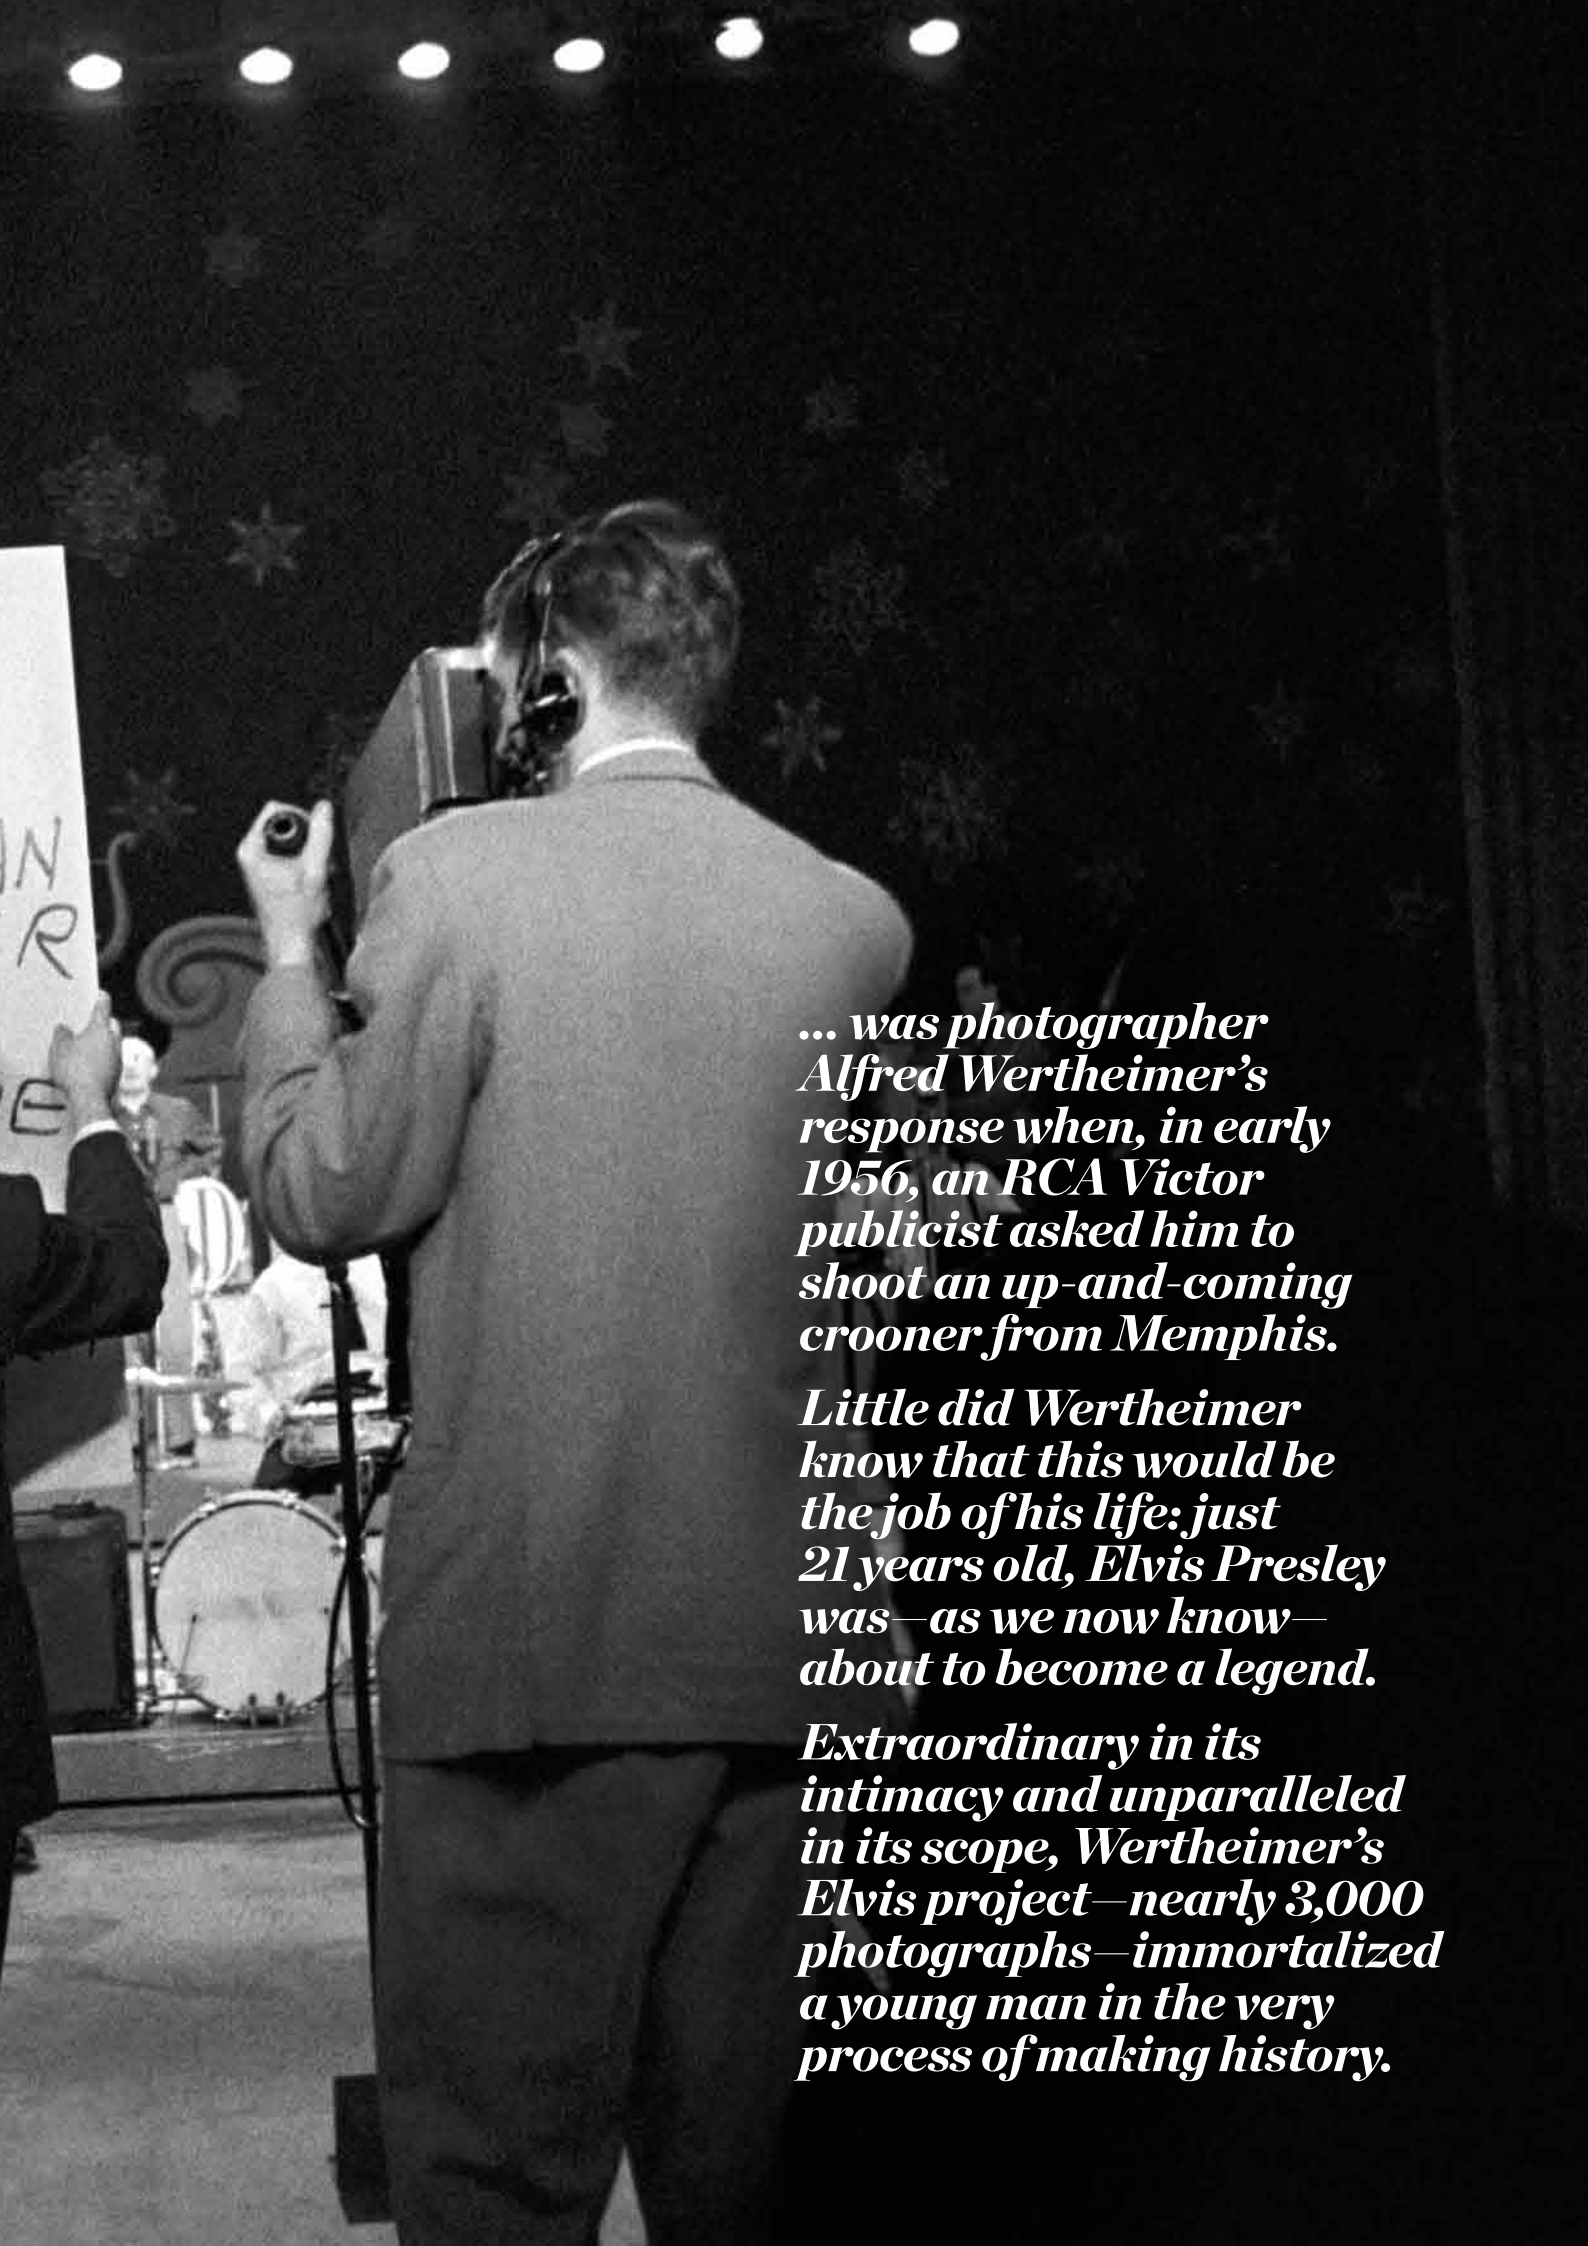 AN
R
E
... was photographer
Alfred Wertheimer’s
response when, in early
1956, an RCA Victor
publicist asked him to
shoot an up-and-coming
crooner from Memphis.
Little did Wertheimer
know that this would be
the job of his life: just
21 years old, Elvis Presley
was—as we now know—
about to become a legend.
Extraordinary in its
intimacy and unparalleled
in its scope, Wertheimer’s
Elvis project—nearly 3,000
photographs—immortalized
a young man in the very
process of making history.